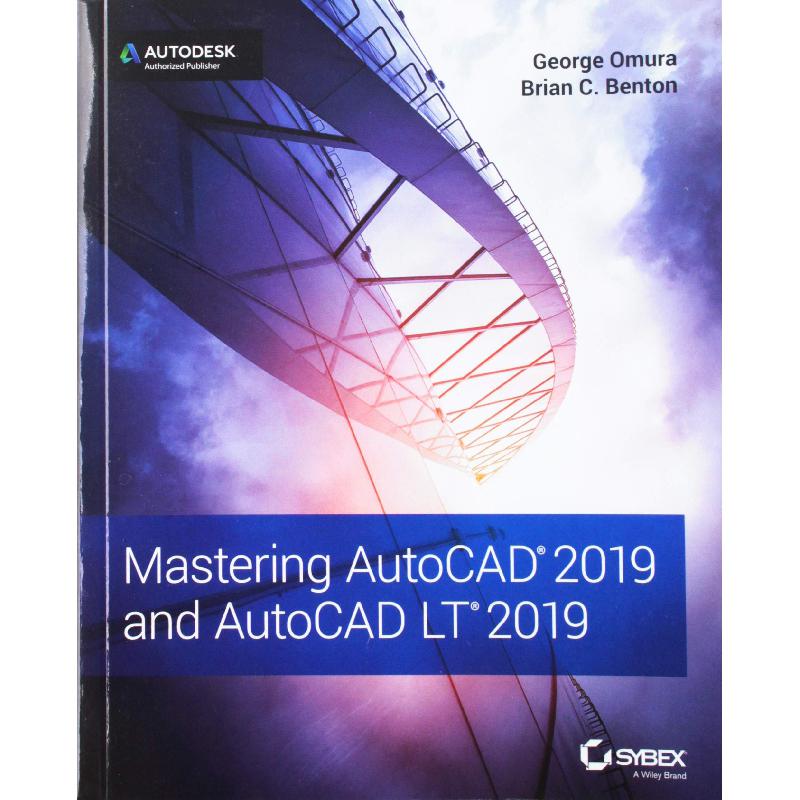 AUTODESK
Authorized Publisher
George Omura
Brian C. Benton
Mastering AutoCAD® 2019
and AutoCAD LT® 2019
SYBEX
A Wiley Brand